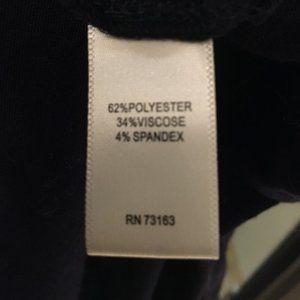 62%POLYESTER
34%VISCOSE
4% SPANDEX
RN 73163